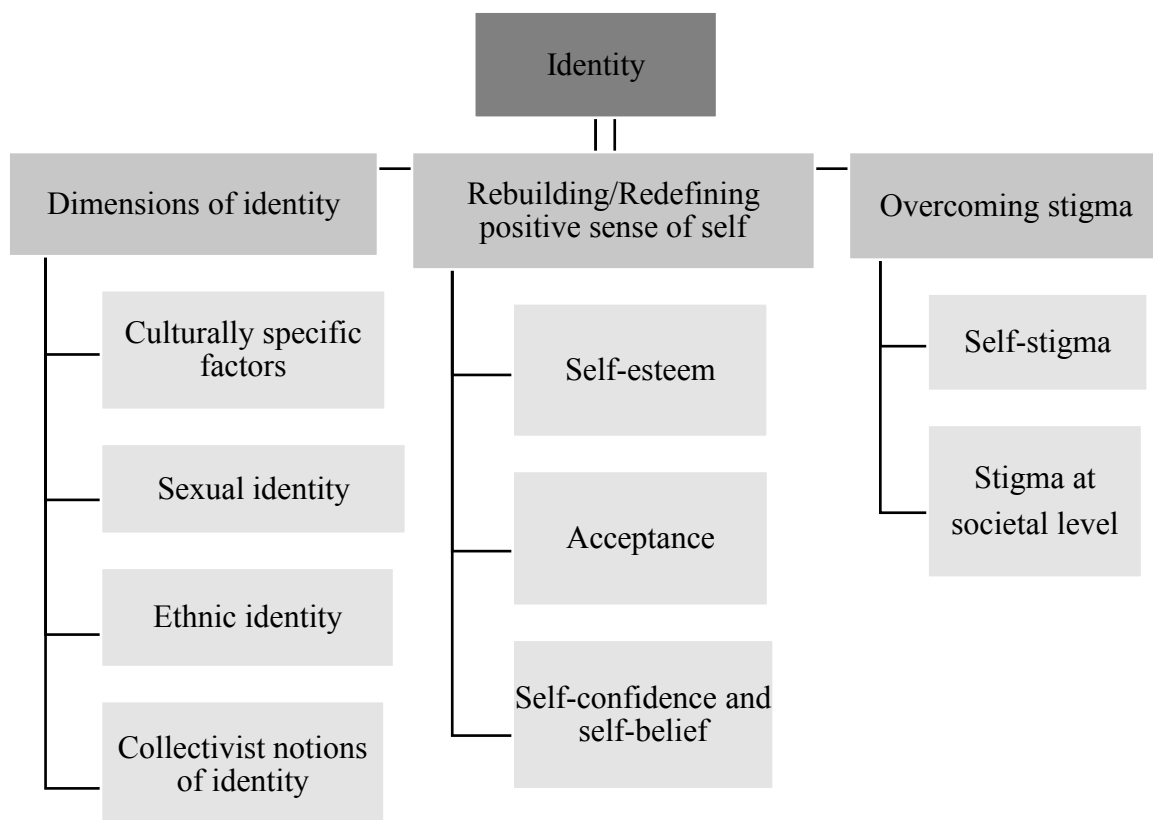 Identity
Dimensions of identity
Culturally specific
factors
Sexual identity
Ethnic identity
Collectivist notions
of identity
Rebuilding/Redefining
positive sense of self
Self-esteem
Acceptance
Self-confidence and
self-belief
Overcoming stigma
Self-stigma
Stigma at
societal level